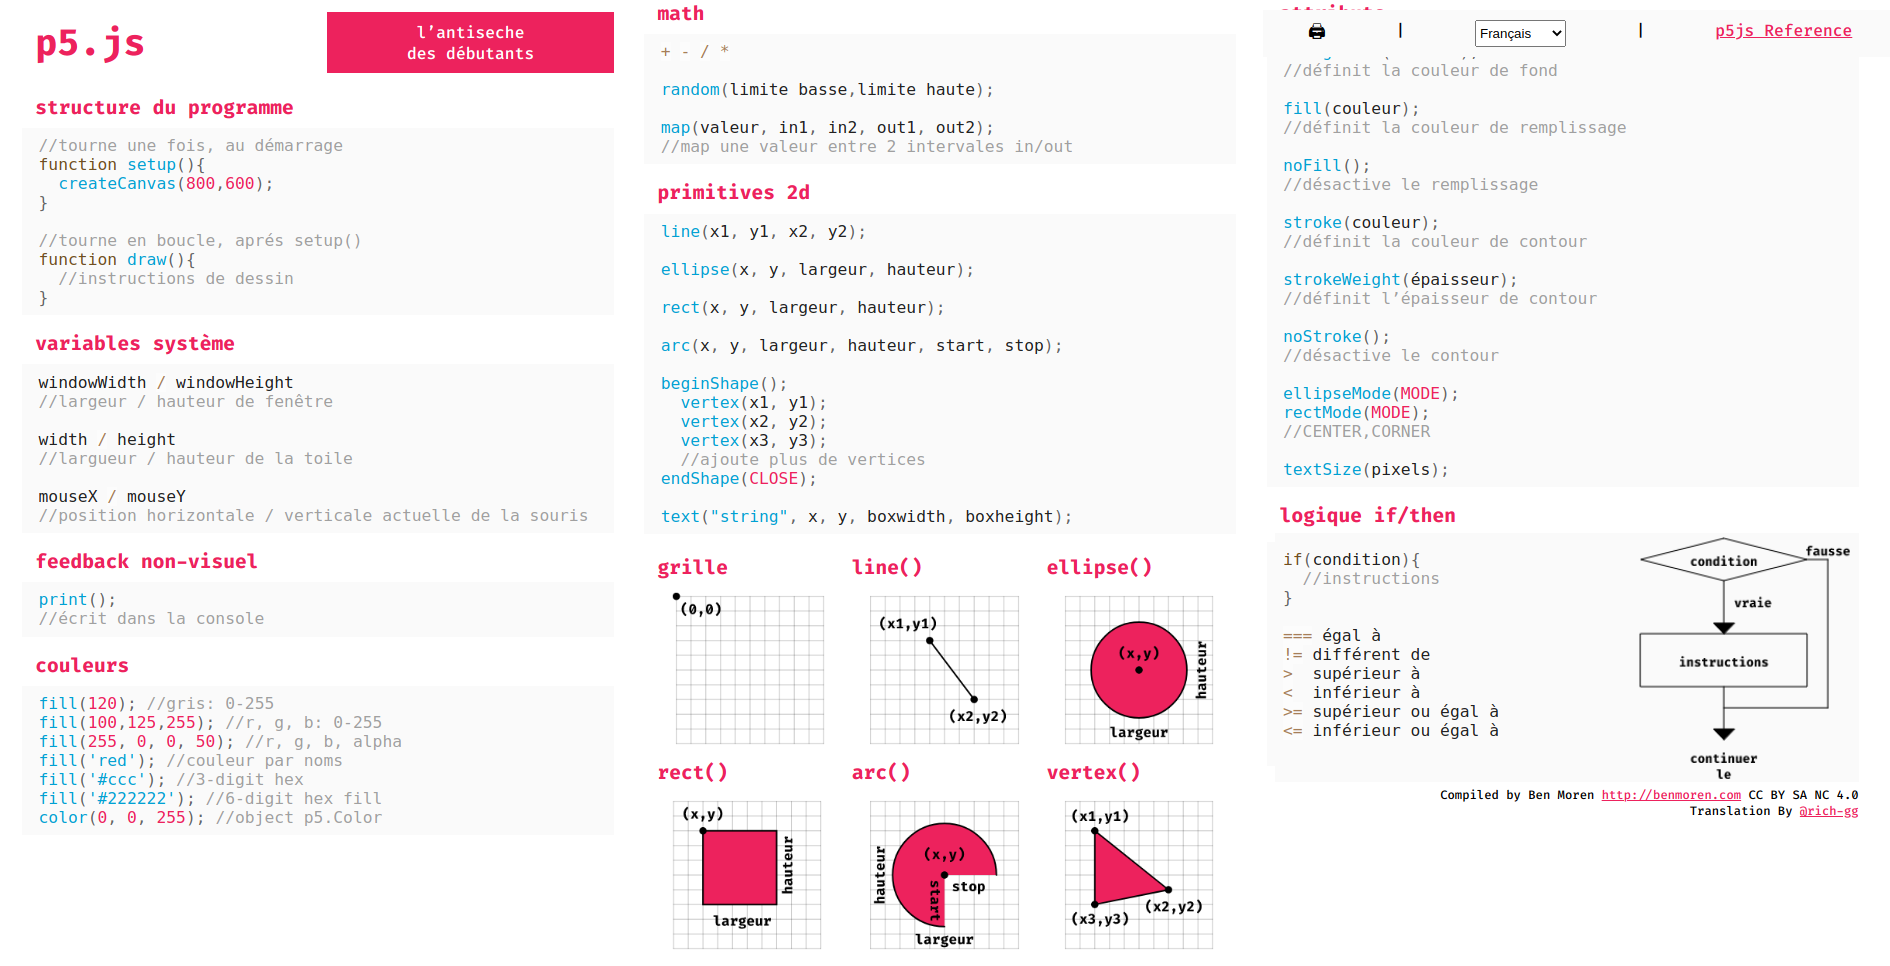 p5.js
l’antiseche
des débutants
structure du programme
//tourne une fois, au démarrage
function setup(){
  createCanvas(800,600);
}
//tourne en boucle, aprés setup()
function draw(){
  //instructions de dessin
}
variables système
windowWidth / windowHeight
//largeur / hauteur de fenêtre
width / height
//largueur / hauteur de la toile
mouseX / mouseY
//position horizontale / verticale actuelle de la souris
feedback non-visuel
print();
//écrit dans la console
couleurs
fill(120); //gris: 0-255
fill(100,125,255); //r, g, b: 0-255
fill(255, 0, 0, 50); //r, g, b, alpha
fill('red'); //couleur par noms
fill('#ccc'); //3-digit hex
fill('#222222'); //6-digit hex fill
color(0, 0, 255); //object p5.Color
math
+ - / *
random(limite basse,limite haute);
map(valeur, in1, in2, out1, out2);
//map une valeur entre 2 intervales in/out
primitives 2d
line(x1, y1, x2, y2);
ellipse(x, y, largeur, hauteur);
rect(x, y, largeur, hauteur);
arc(x, y, largeur, hauteur, start, stop);
beginShape();
  vertex(x1, y1);
  vertex(x2, y2);
  vertex(x3, y3);
  //ajoute plus de vertices
endShape(CLOSE);
text("string", x, y, boxwidth, boxheight);
grille
(0,0)
line()
(x1,y1)
(x2,y2)
ellipse()
(x,y)
hauteur
largeur
rect()
(x,y)
hauteur
largeur
arc()
hauteur
(x,y)
stop
start
largeur
vertex()
(x1,y1)
(x2,y2)
(x3,y3)
|
Français
|
p5js Reference
//définit la couleur de fond
fill(couleur);
//définit la couleur de remplissage
noFill();
//désactive le remplissage
stroke(couleur);
//définit la couleur de contour
strokeWeight(épaisseur);
//définit l’épaisseur de contour
noStroke();
//désactive le contour
ellipseMode(MODE);
rectMode(MODE);
//CENTER,CORNER
textSize(pixels);
logique if/then
if(condition){
  //instructions
}
=== égal à
!= différent de
>  supérieur à
<  inférieur à
>= supérieur ou égal à
<= inférieur ou égal à
condition
fausse
vraie
instructions
continuer
le
Compiled by Ben Moren http://benmoren.com CC BY SA NC 4.0
Translation By @rich-gg